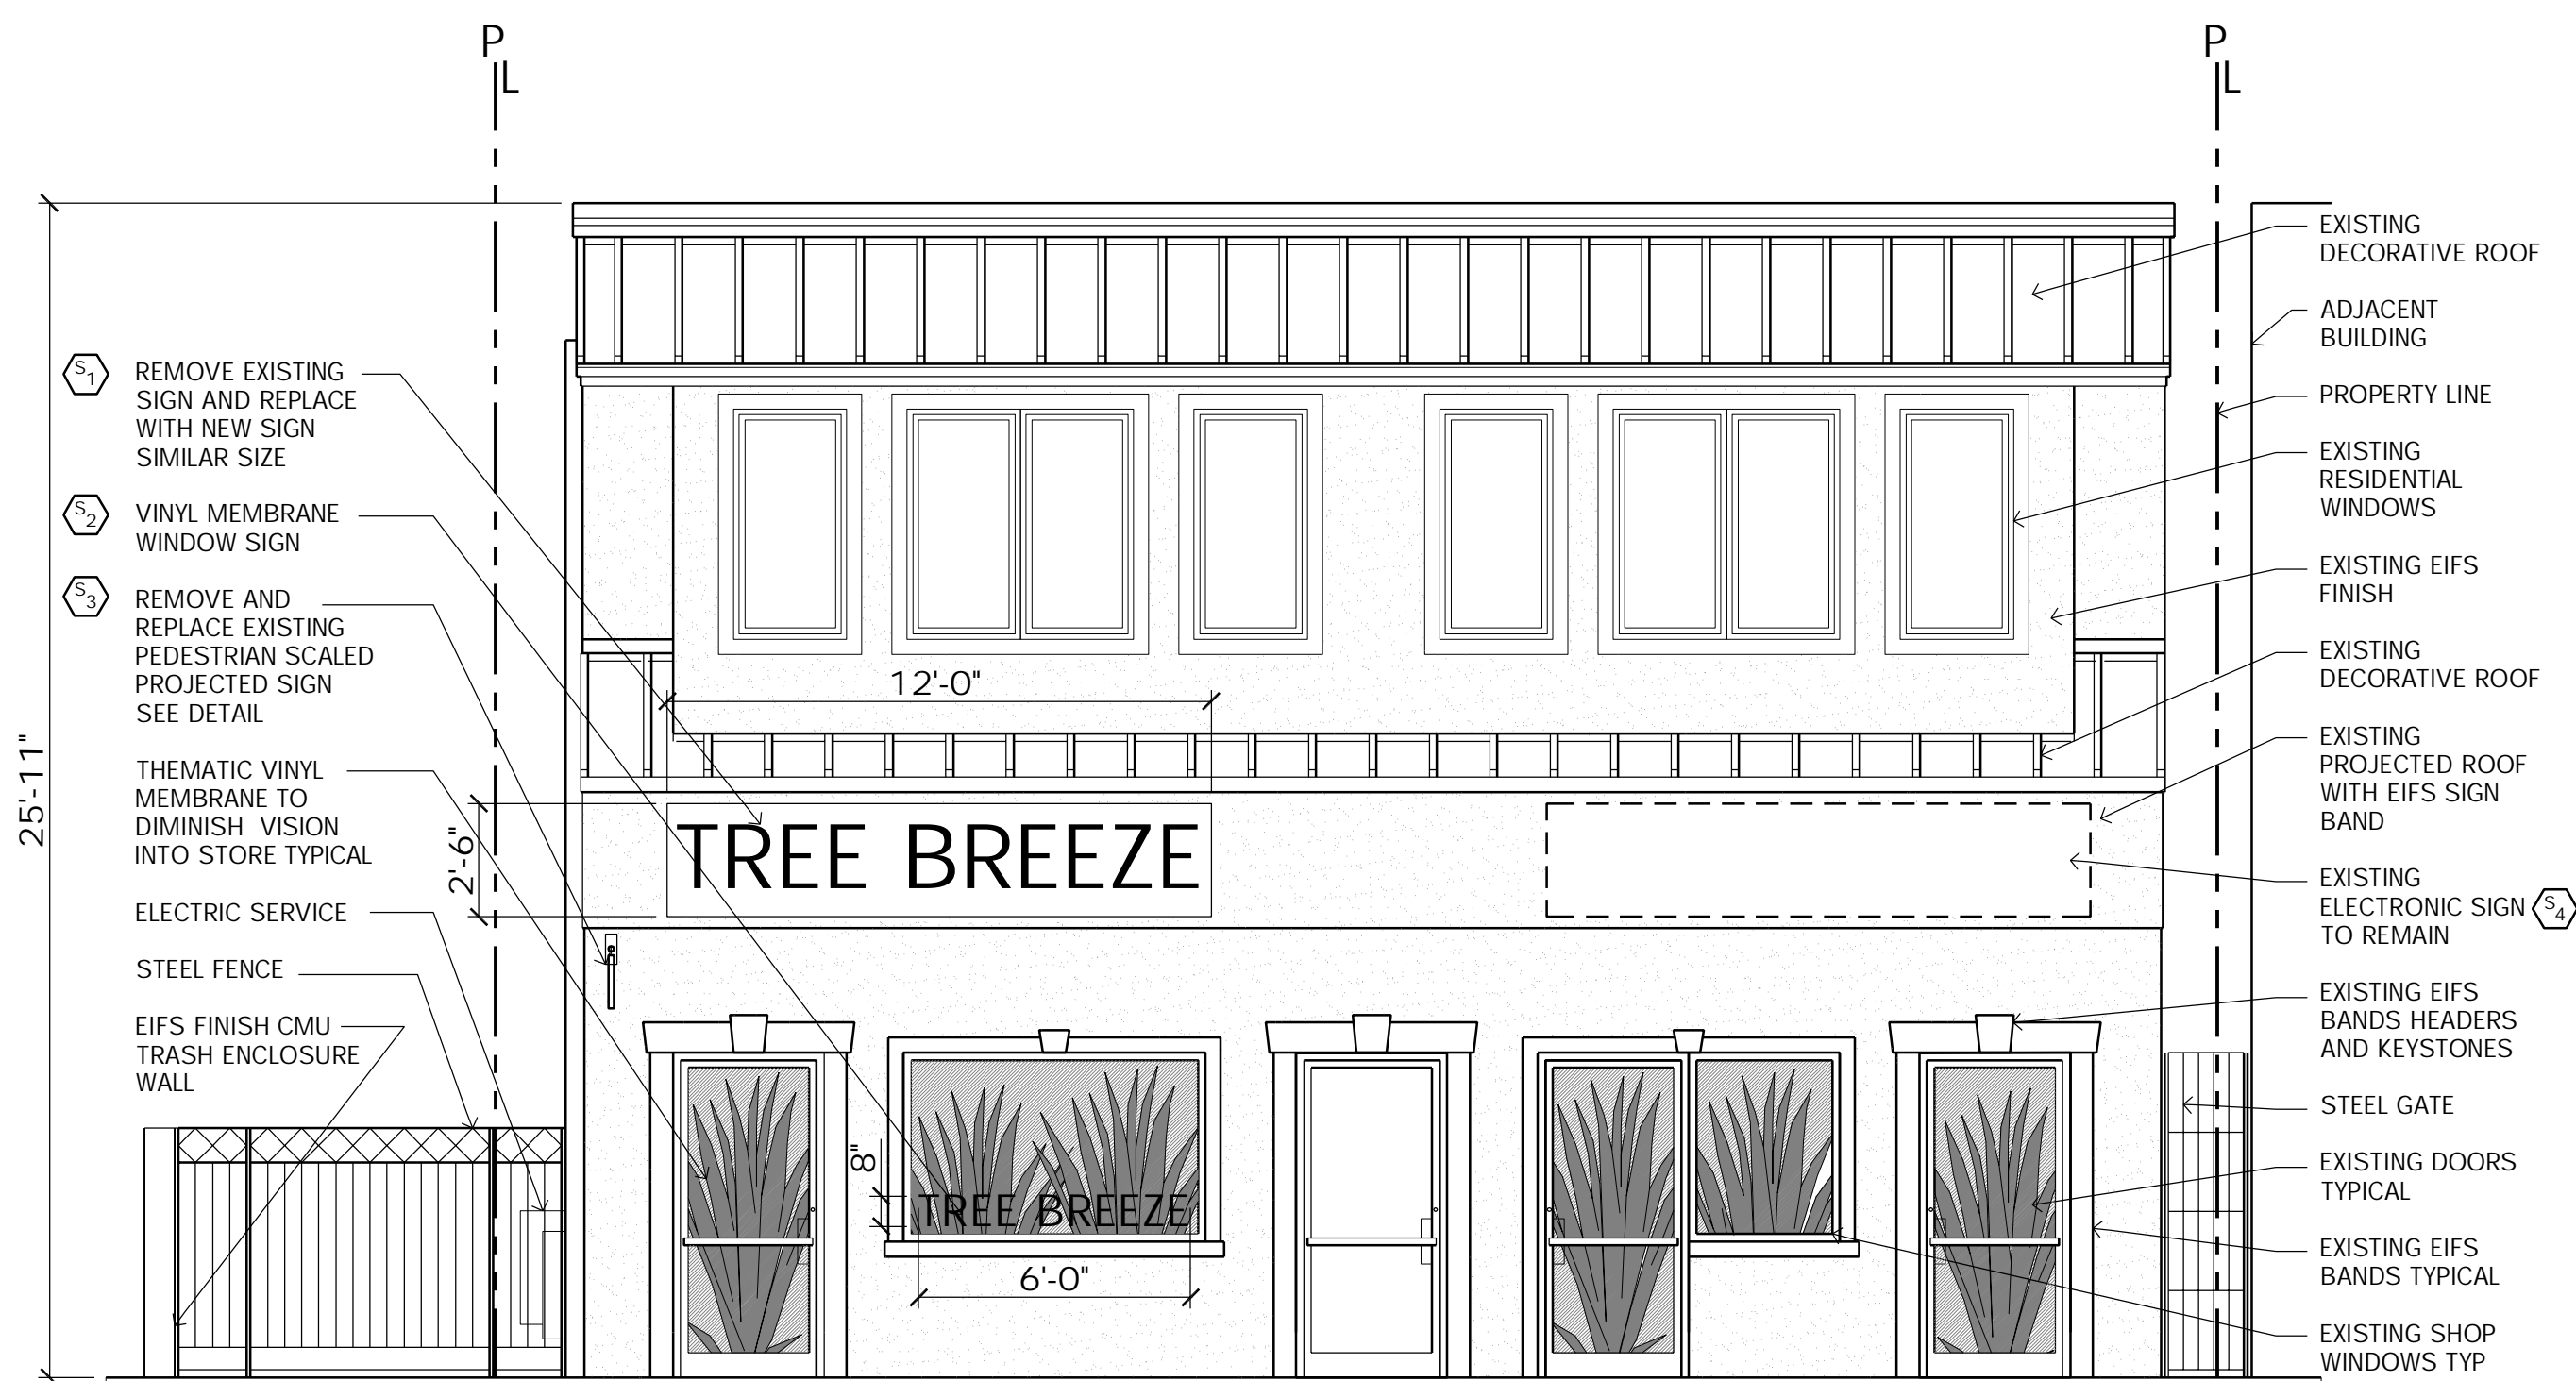 P
L
P
L
25'-11"
S1
REMOVE EXISTING
SIGN AND REPLACE
WITH NEW SIGN
SIMILAR SIZE
S2
VINYL MEMBRANE
WINDOW SIGN
S3
REMOVE AND
REPLACE EXISTING
PEDESTRIAN SCALED
PROJECTED SIGN
SEE DETAIL
THEMATIC VINYL
MEMBRANE TO
DIMINISH VISION
INTO STORE TYPICAL
ELECTRIC SERVICE
STEEL FENCE
EIFS FINISH CMU
TRASH ENCLOSURE
WALL
12'-0"
2'-6"
TREE BREEZE
8"
TREE BREEZE
6'-0"
EXISTING
DECORATIVE ROOF
ADJACENT
BUILDING
PROPERTY LINE
EXISTING
RESIDENTIAL
WINDOWS
EXISTING EIFS
FINISH
EXISTING
DECORATIVE ROOF
EXISTING
PROJECTED ROOF
WITH EIFS SIGN
BAND
EXISTING
ELECTRONIC SIGN
TO REMAIN
S4
EXISTING EIFS
BANDS HEADERS
AND KEYSTONES
STEEL GATE
EXISTING DOORS
TYPICAL
EXISTING EIFS
BANDS TYPICAL
EXISTING SHOP
WINDOWS TYP